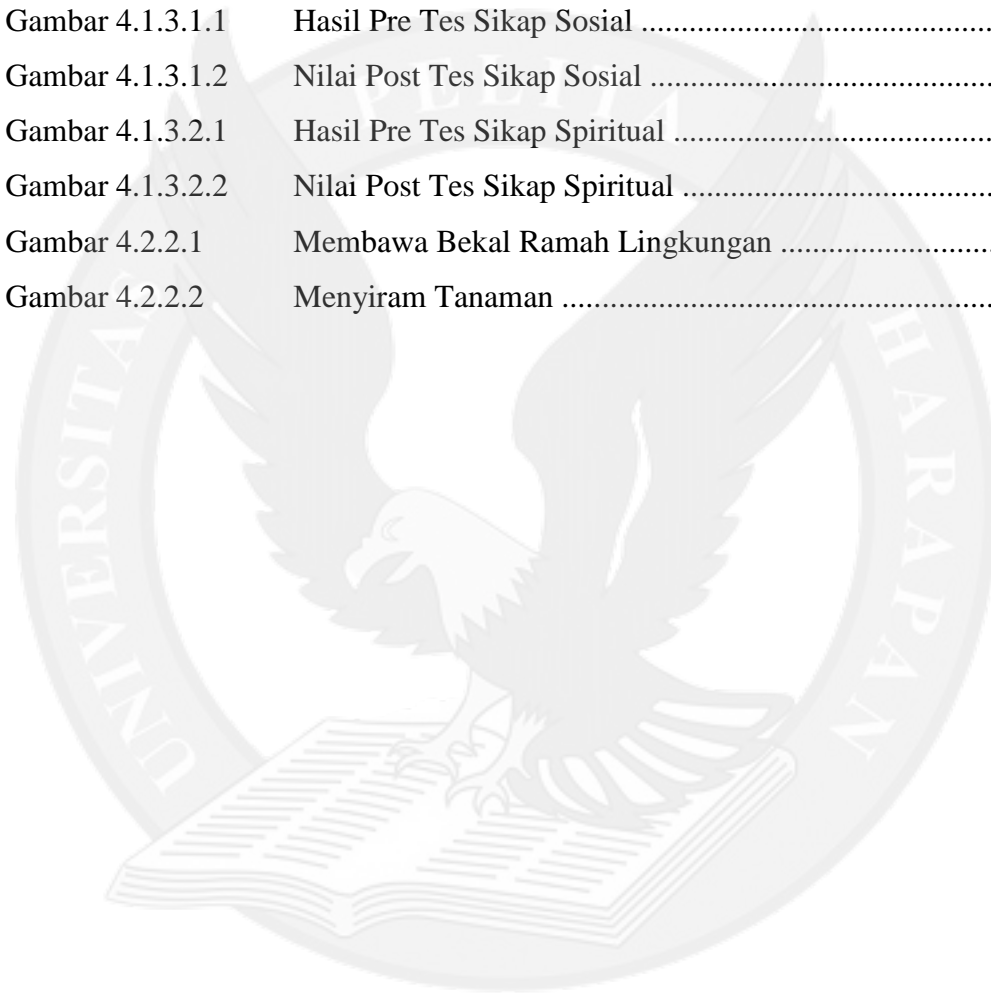 Gambar 4.1.3.1.1 Hasil Pre Tes Sikap Sosial ..........................................
Gambar 4.1.3.1.2 Nilai Post Tes Sikap Sosial .........................................
Gambar 4.1.3.2.1 Hasil Pre Tes Sikap Spiritual ......................................
Gambar 4.1.3.2.2 Nilai Post Tes Sikap Spiritual .....................................
Gambar 4.2.2.1 Membawa Bekal Ramah Lingkungan .........................
Gambar 4.2.2.2 Menyiram Tanaman .....................................................
UNIVERSITAS PELITA HARAPAN